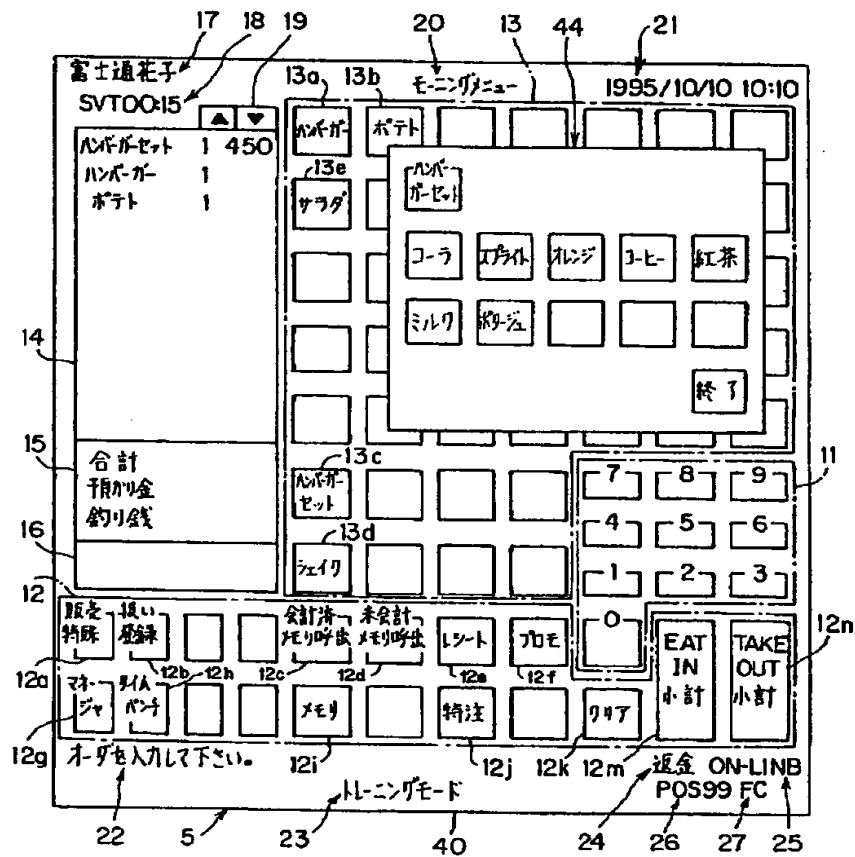 17 18 19 20 13 44 21
富士通花子
SVT00:15
13a 13b
モーニングメニュー
1995/10/10 10:10
▲ ▼
ハンバーガー ポテト
ハンバーガーセット 1 450
ハンバーガー 1
ポテト 1
13e
サラダ
ハンバー
ガーセット
コーラ スプライト オレンジ コーヒー 紅茶
ミルク ポタージュ
終了
14
15
合計
預かり金
釣り銭
16
13c
ハンバーガー
セット
13d
シェイク
11
7 8 9
4 5 6
1 2 3
0
12
販売
特殊
扱い
登録
会計済
メモリ呼出
未会計
メモリ呼出
レシート
プロモ
EAT
IN
小計
TAKE
OUT
小計
12n
12a 12b 12h 12c 12d 12e 12f
マネー
ジャ
タイム
パンチ
メモリ
特注
クリア
12g 12i 12j 12k 12m
オーダを入力して下さい。
返金 ON-LINB
トレーニングモード
POS99 FC
22 5 23 40 24 26 27 25